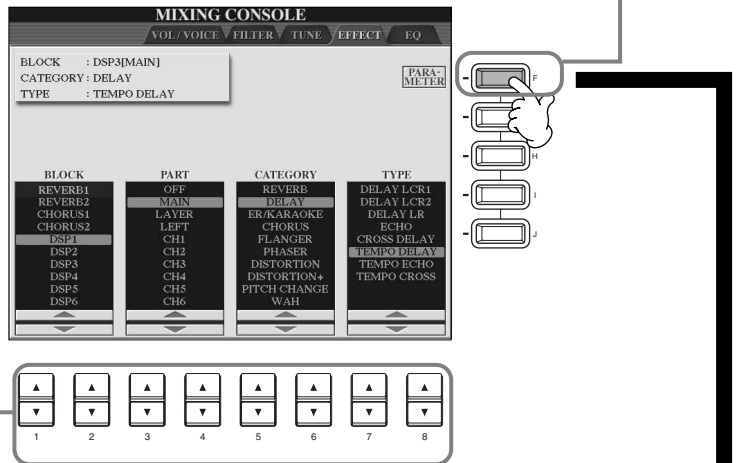 MIXING CONSOLE
VOL / VOICE FILTER TUNE EFFECT EQ
BLOCK : DSP3[MAIN]
CATEGORY : DELAY
TYPE : TEMPO DELAY
PARA-
METER
F
H
I
J
BLOCK PART CATEGORY TYPE
REVERB1 OFF REVERB DELAY LCR1
REVERB2 MAIN DELAY DELAY LCR2
CHORUS1 LAYER ER/KARAOKE DELAY LR
CHORUS2 LEFT CHORUS ECHO
DSP1 CH1 FLANGER CROSS DELAY
DSP2 CH2 PHASER TEMPO DELAY
DSP3 CH3 DISTORTION TEMPO ECHO
DSP4 CH4 DISTORTION+ TEMPO CROSS
DSP5 CH5 PITCH CHANGE
DSP6 CH6 WAH
1 2 3 4 5 6 7 8